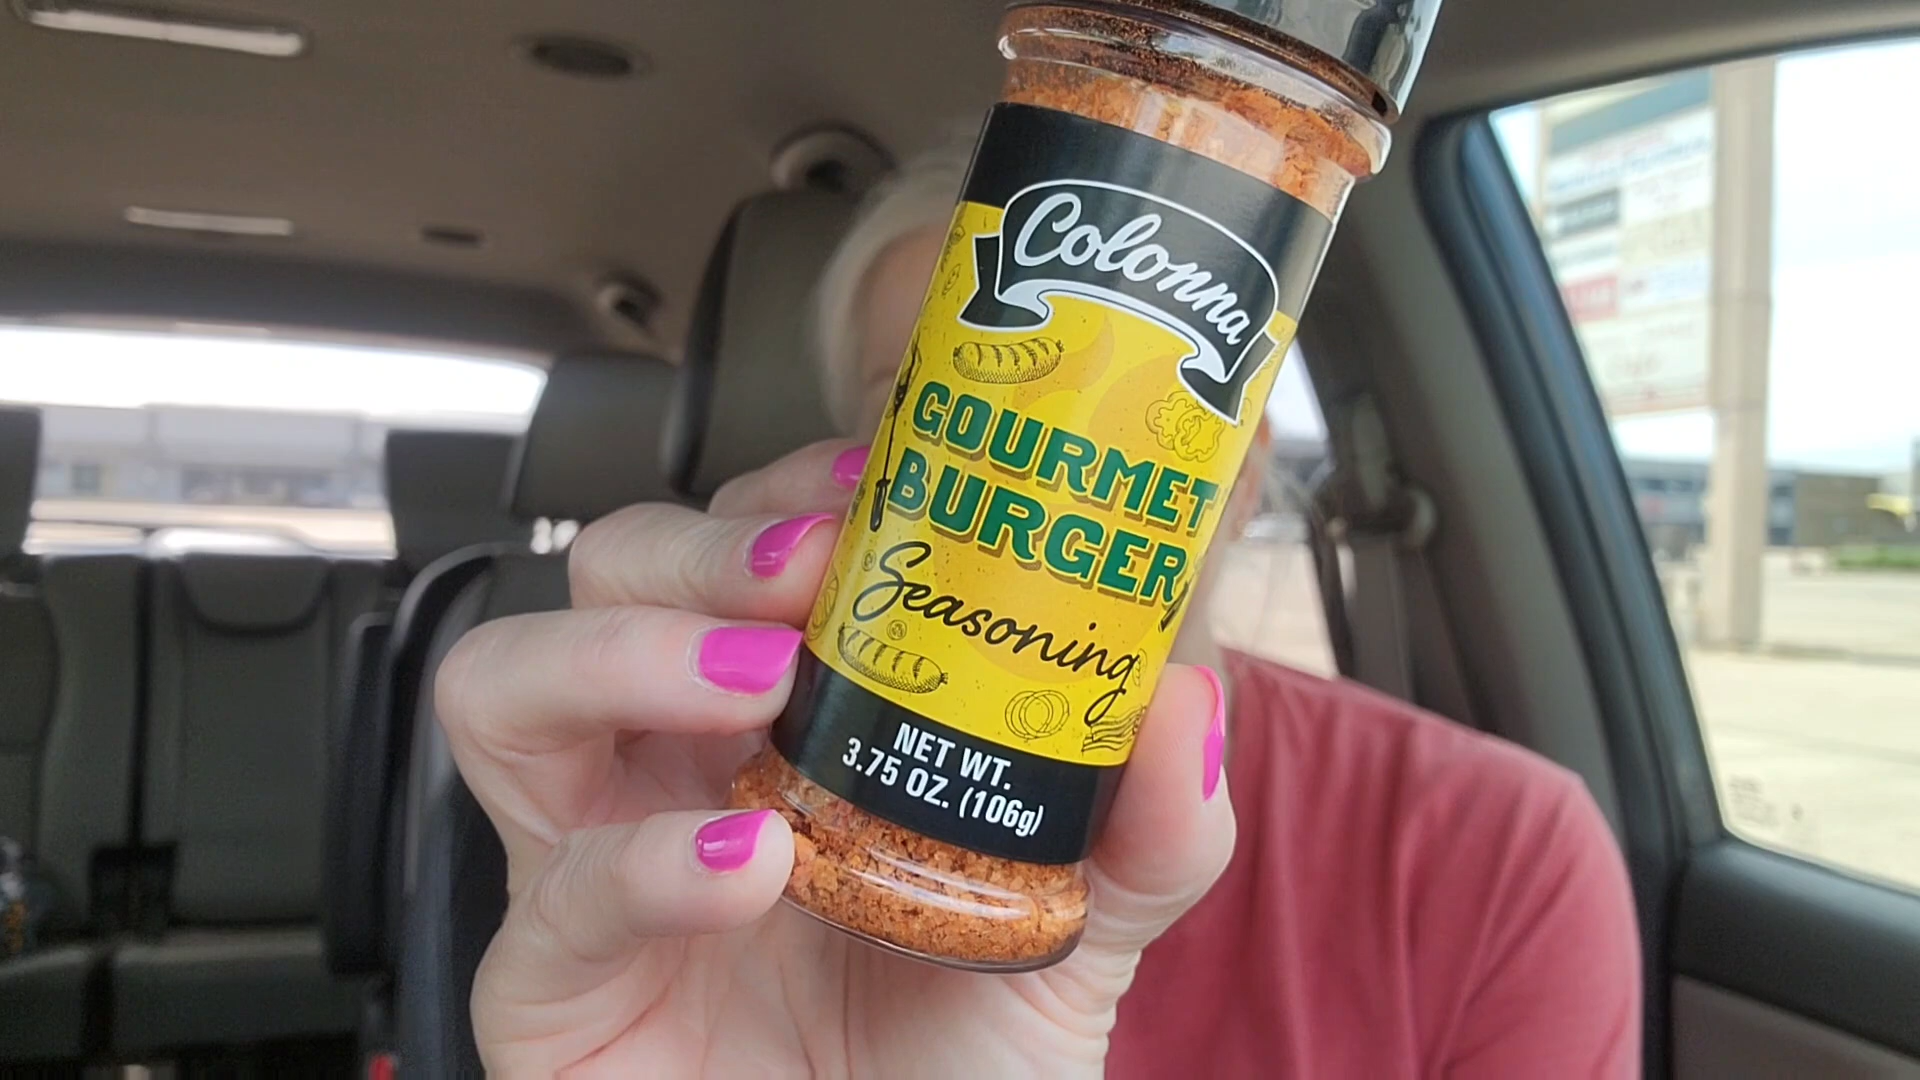 Colonna
GOURMET
BURGER
Seasoning
NET WT.
3.75 OZ. (106g)